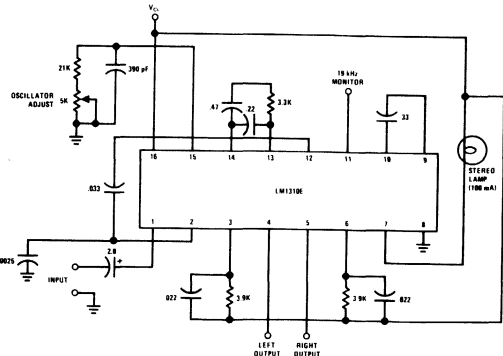 VCC
21K
390 pF
OSCILLATOR
ADJUST
5K
.47
.22
3.3K
19 kHz
MONITOR
.33
STEREO
LAMP
(100 mA)
16 15 14 13 12 11 10 9
LM1310E
1 2 3 4 5 6 7 8
.033
.0025
2.0
+
INPUT
.022
3.9K
3.9K
.022
LEFT
OUTPUT
RIGHT
OUTPUT